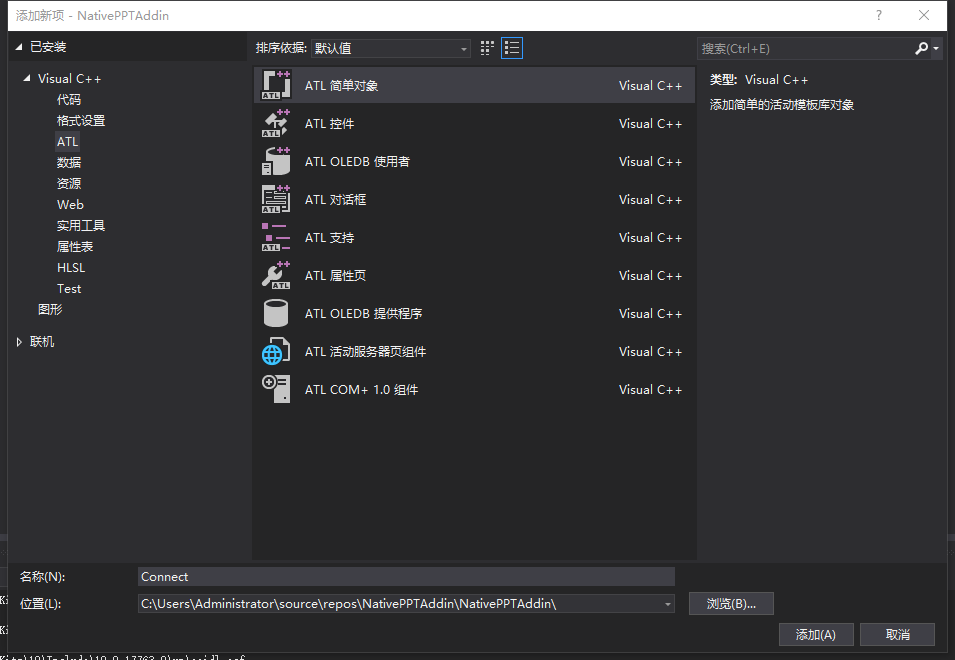 添加新项 - NativePPTAddin
?
已安装
排序依据: 默认值
搜索(Ctrl+E)
Visual C++
代码
格式设置
ATL
数据
资源
Web
实用工具
属性表
HLSL
Test
图形
联机
ATL 简单对象 Visual C++
ATL 控件 Visual C++
ATL OLEDB 使用者 Visual C++
ATL 对话框 Visual C++
ATL 支持 Visual C++
ATL 属性页 Visual C++
ATL OLEDB 提供程序 Visual C++
ATL 活动服务器页组件 Visual C++
ATL COM+ 1.0 组件 Visual C++
类型: Visual C++
添加简单的活动模板库对象
名称(N): Connect
位置(L): C:\Users\Administrator\source\repos\NativePPTAddin\NativePPTAddin\
浏览(B)...
添加(A)
取消